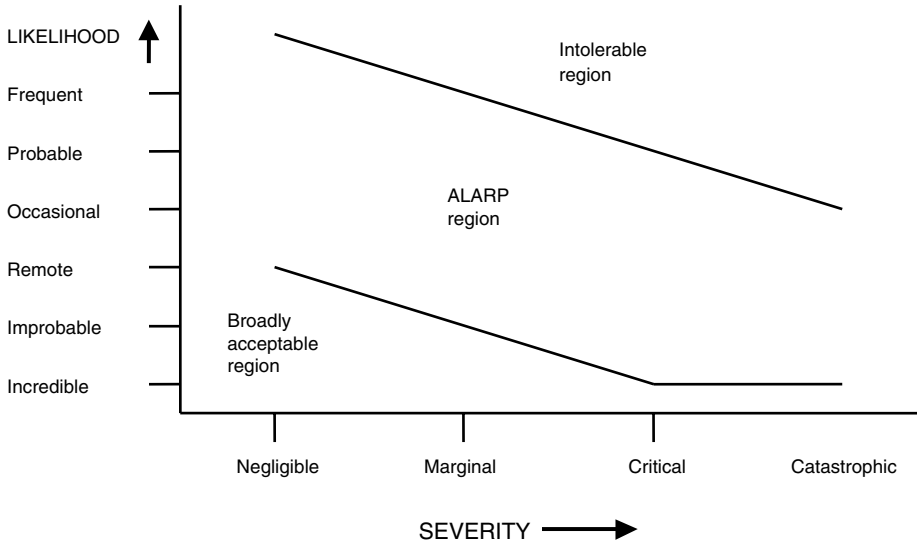 LIKELIHOOD
Frequent
Probable
Occasional
Remote
Improbable
Incredible
Intolerable
region
ALARP
region
Broadly
acceptable
region
Negligible
Marginal
Critical
Catastrophic
SEVERITY